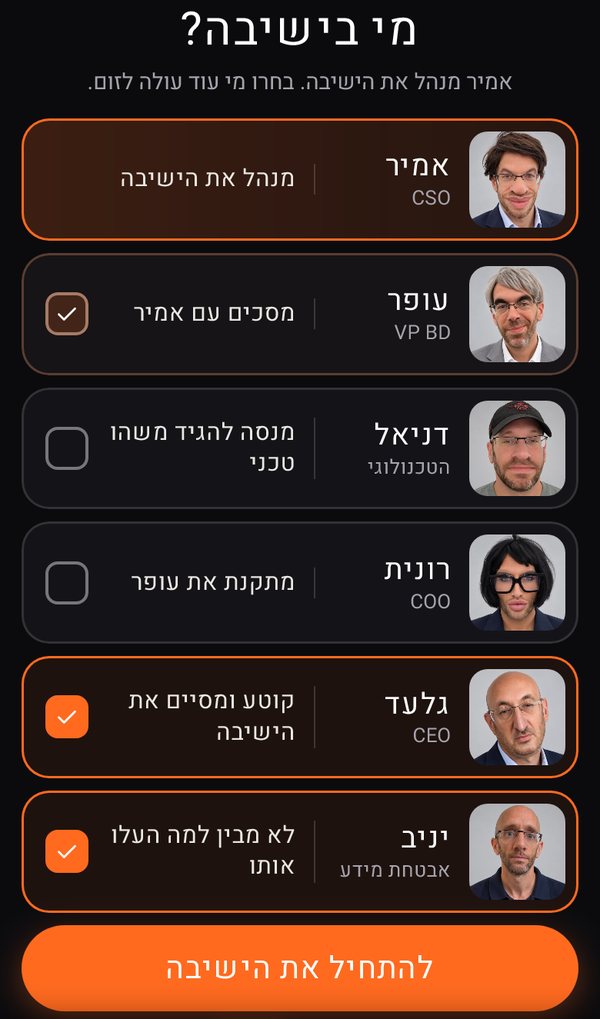 מי בישיבה?
אמיר מנהל את הישיבה. בחרו מי עוד עולה לזום.
אמיר
CSO
מנהל את הישיבה
עופר
VP BD
מסכים עם אמיר
דניאל
הטכנולוגי
מנסה להגיד משהו
טכני
רונית
COO
מתקנת את עופר
גלעד
CEO
קוטע ומסיים את
הישיבה
יניב
אבטחת מידע
לא מבין למה העלו
אותו
להתחיל את הישיבה